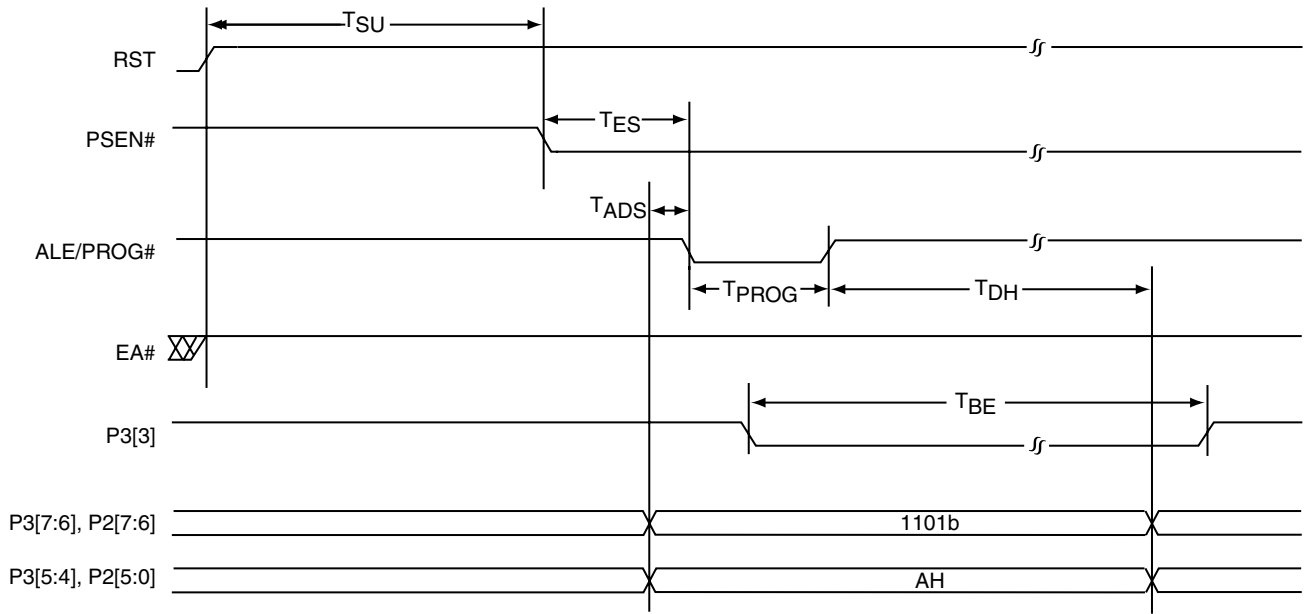 TSU
RST
TES
PSEN#
TADS
ALE/PROG#
TPROG
TDH
EA#
TBE
P3[3]
P3[7:6], P2[7:6]
1101b
P3[5:4], P2[5:0]
AH